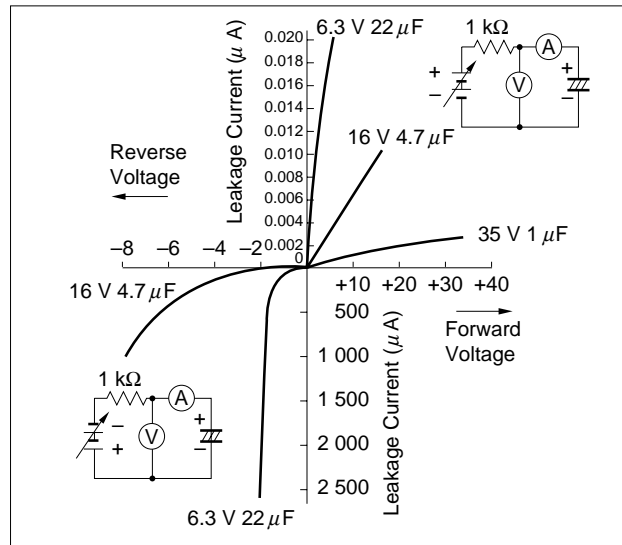 6.3 V 22 μF
0.020
0.018
0.016
0.014
0.012
0.010
0.008
0.006
0.004
0.002
0
Leakage Current (μ A)
1 kΩ
A
V
+
–
+
–
16 V 4.7 μF
Reverse
Voltage
35 V 1 μF
–8
–6
–4
–2
+10
+20
+30
+40
16 V 4.7 μF
Forward
Voltage
500
1 000
1 500
2 000
2 500
Leakage Current (μ A)
1 kΩ
A
V
–
+
+
–
6.3 V 22 μF